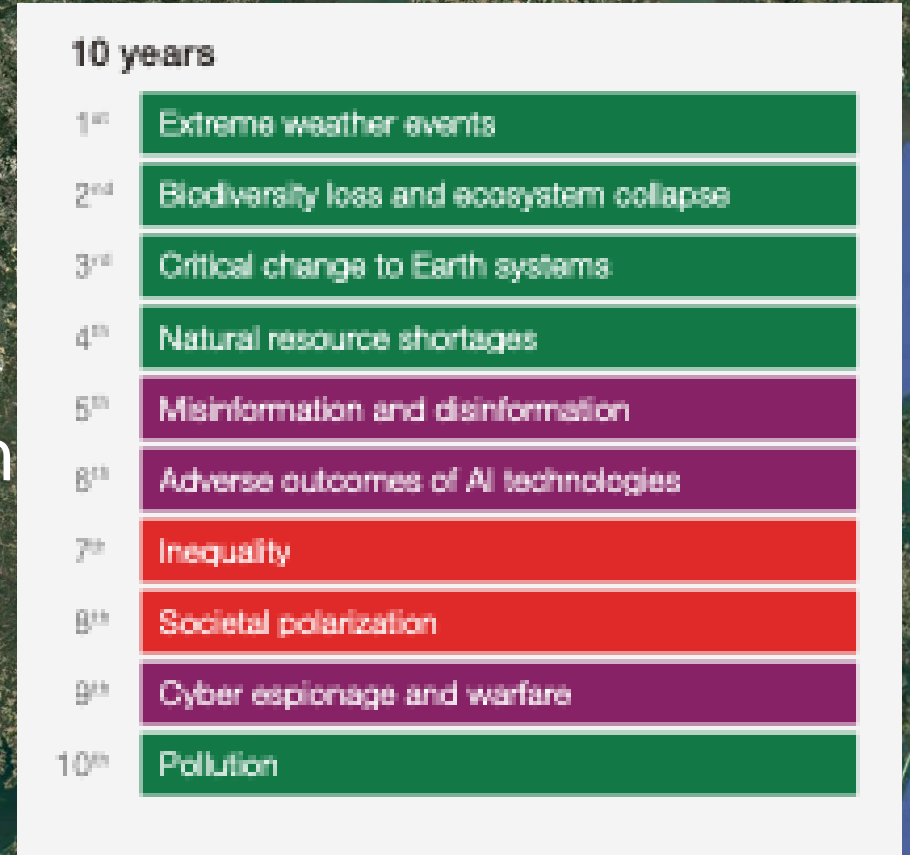 10 years
1st Extreme weather events
2nd Biodiversity loss and ecosystem collapse
3rd Critical change to Earth systems
4th Natural resource shortages
5th Misinformation and disinformation
6th Adverse outcomes of AI technologies
7th Inequality
8th Societal polarization
9th Cyber espionage and warfare
10th Pollution